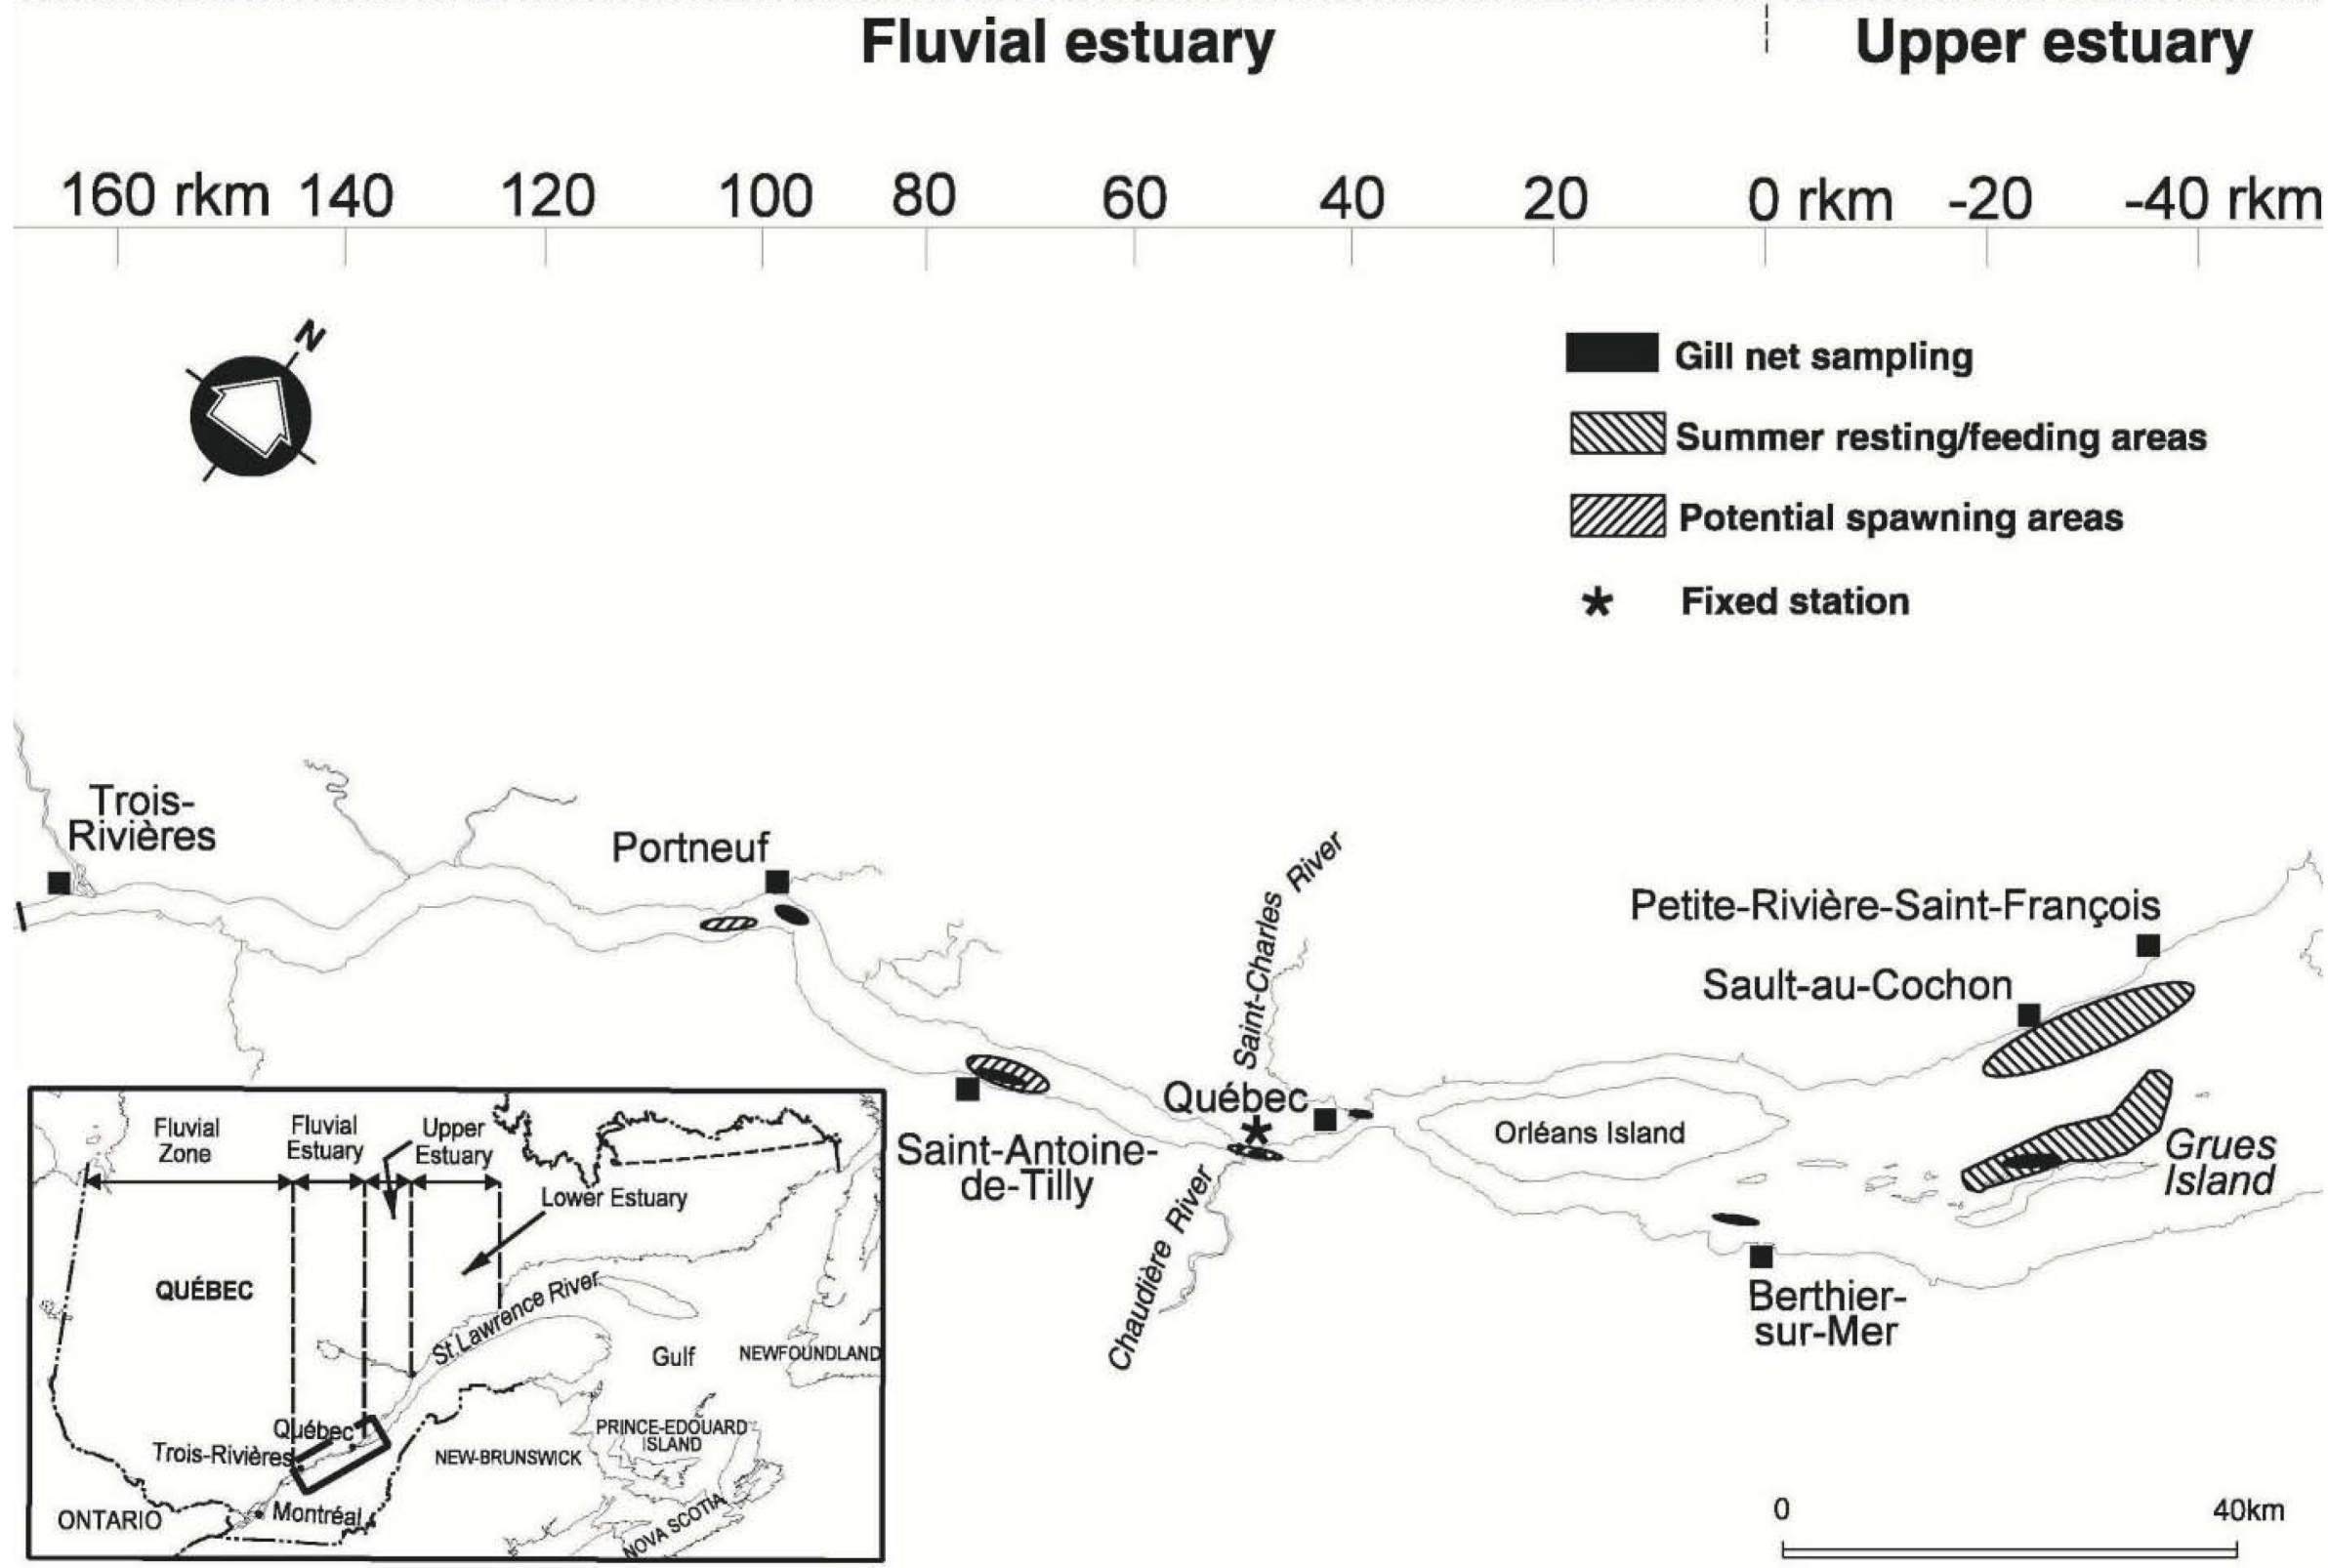 Fluvial estuary
Upper estuary
160 rkm 140 120 100 80 60 40 20 0 rkm -20 -40 rkm
N
Gill net sampling
Summer resting/feeding areas
Potential spawning areas
* Fixed station
Trois-
Rivières
Portneuf
Saint-Charles River
Petite-Rivière-Saint-François
Sault-au-Cochon
Québec
Orléans Island
Grues
Island
Saint-Antoine-
de-Tilly
Chaudière River
Berthier-
sur-Mer
Fluvial
Zone
Fluvial
Estuary
Upper
Estuary
Lower Estuary
QUÉBEC
St. Lawrence River
Gulf
NEWFOUNDLAND
Québec
Trois-Rivières
PRINCE-EDOUARD
ISLAND
NEW-BRUNSWICK
Montréal
ONTARIO
NOVA SCOTIA
0 40km